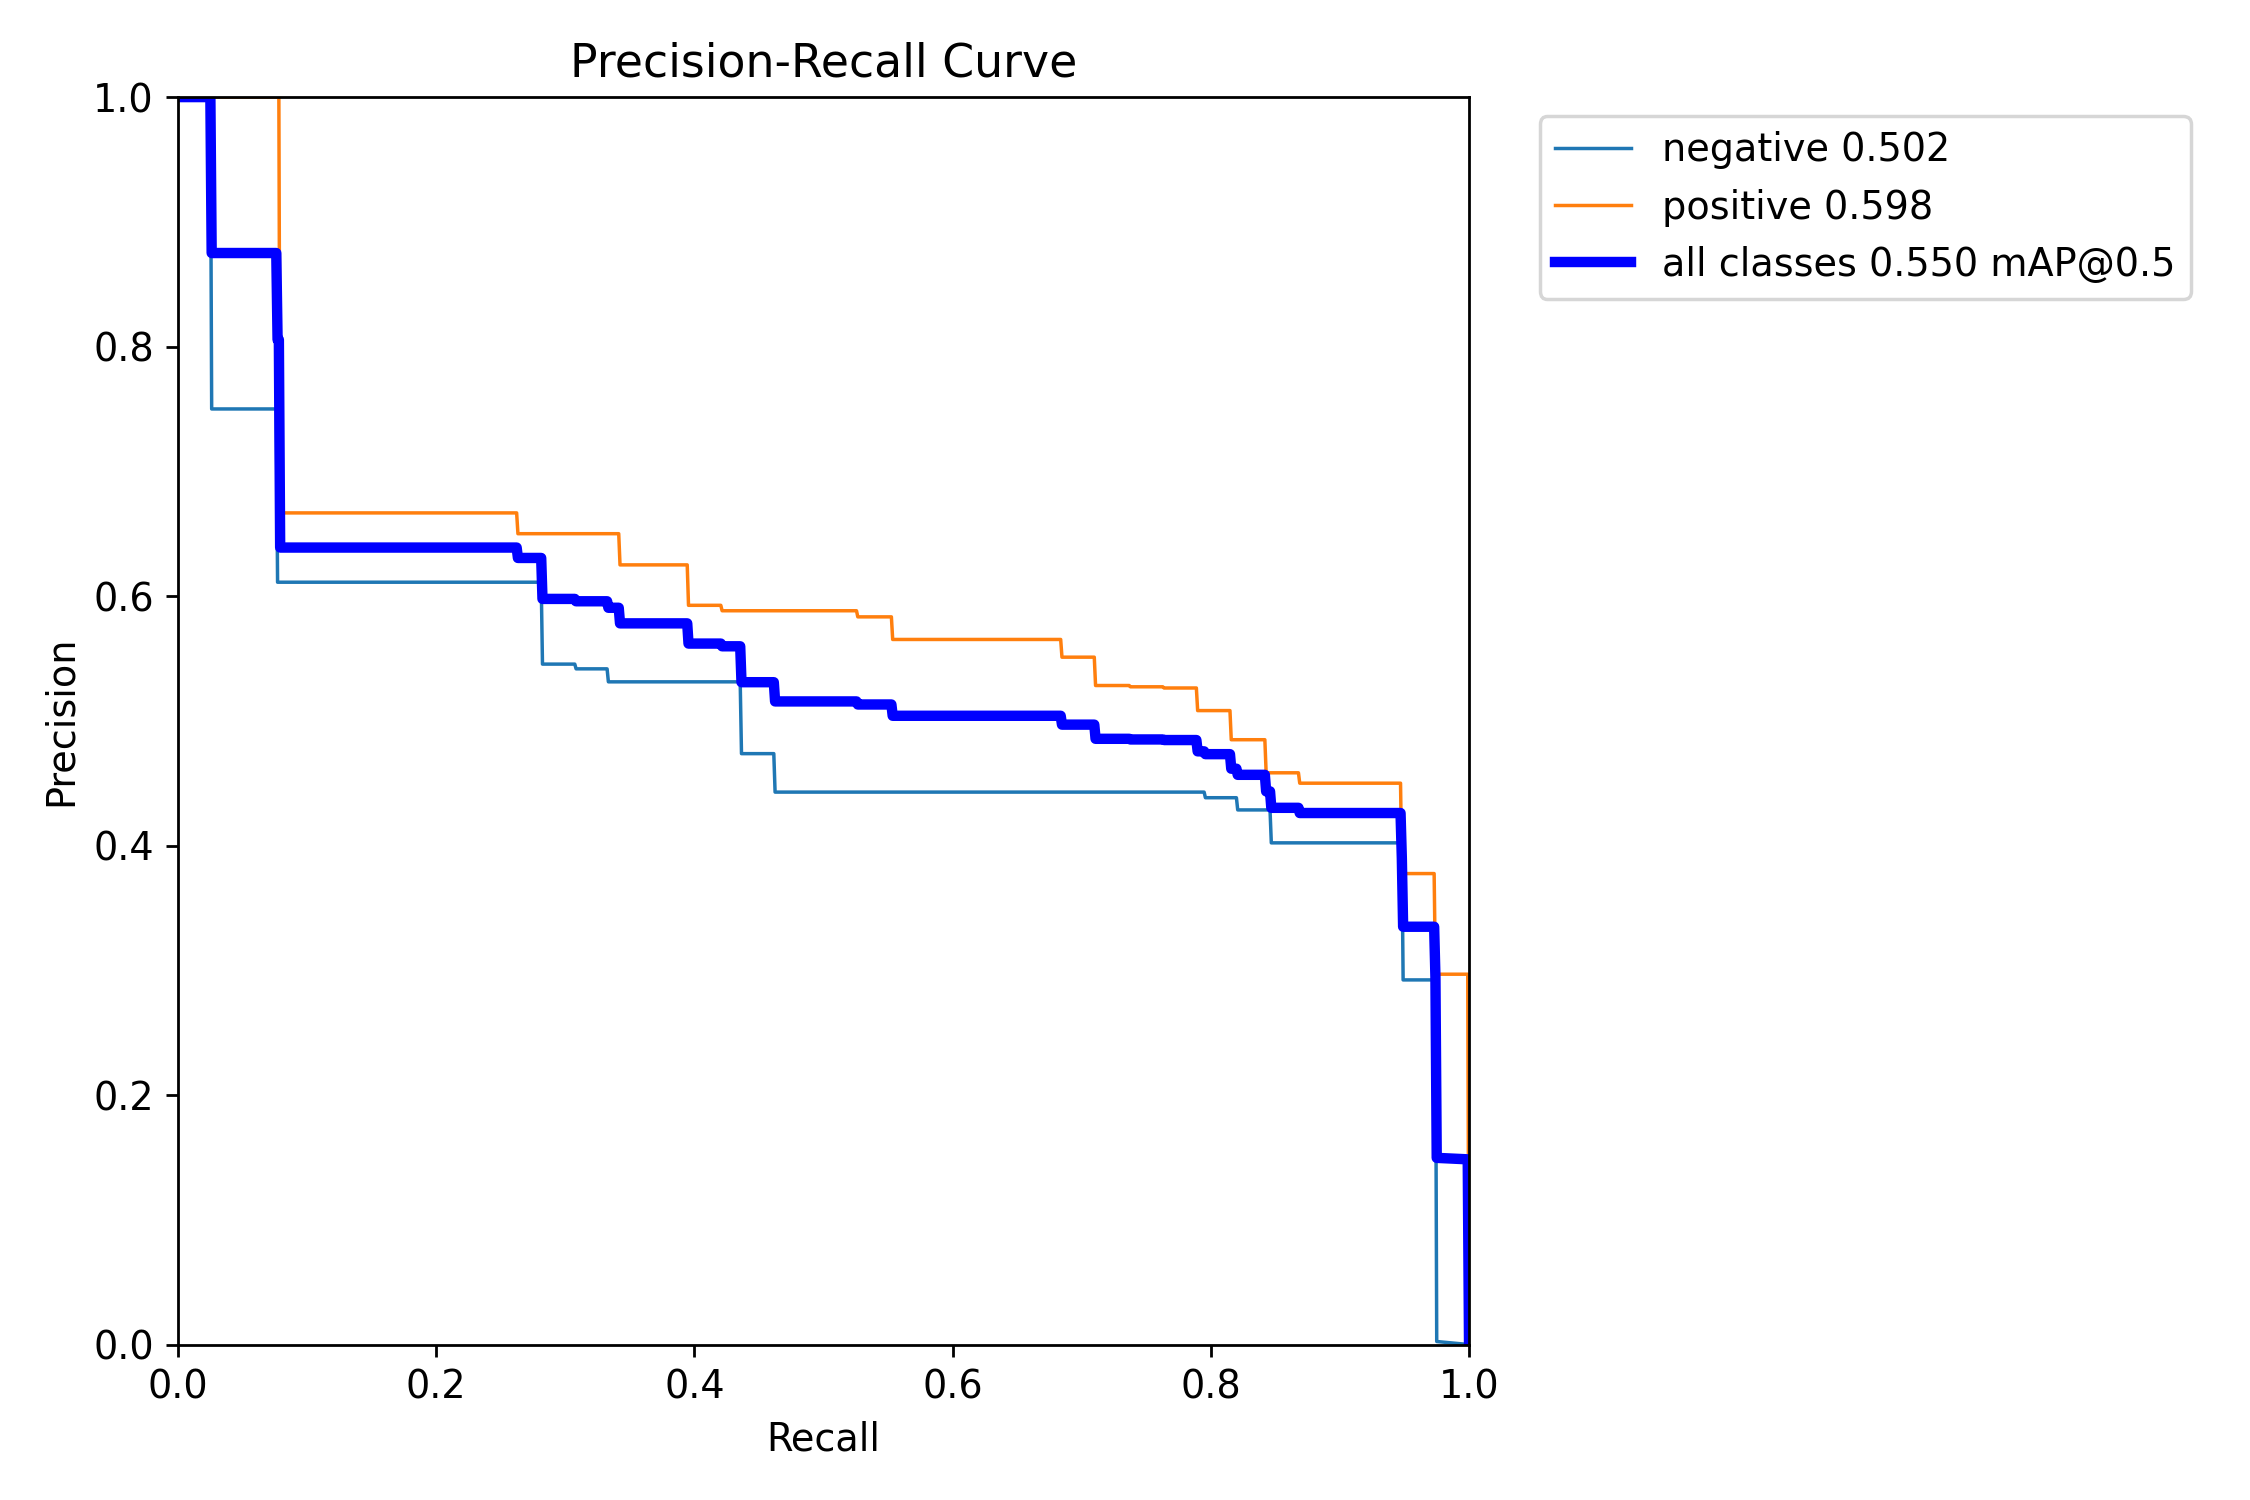 Precision-Recall Curve
1.0
0.8
0.6
0.4
0.2
0.0
Precision
0.0 0.2 0.4 0.6 0.8 1.0
Recall
negative 0.502
positive 0.598
all classes 0.550 mAP@0.5